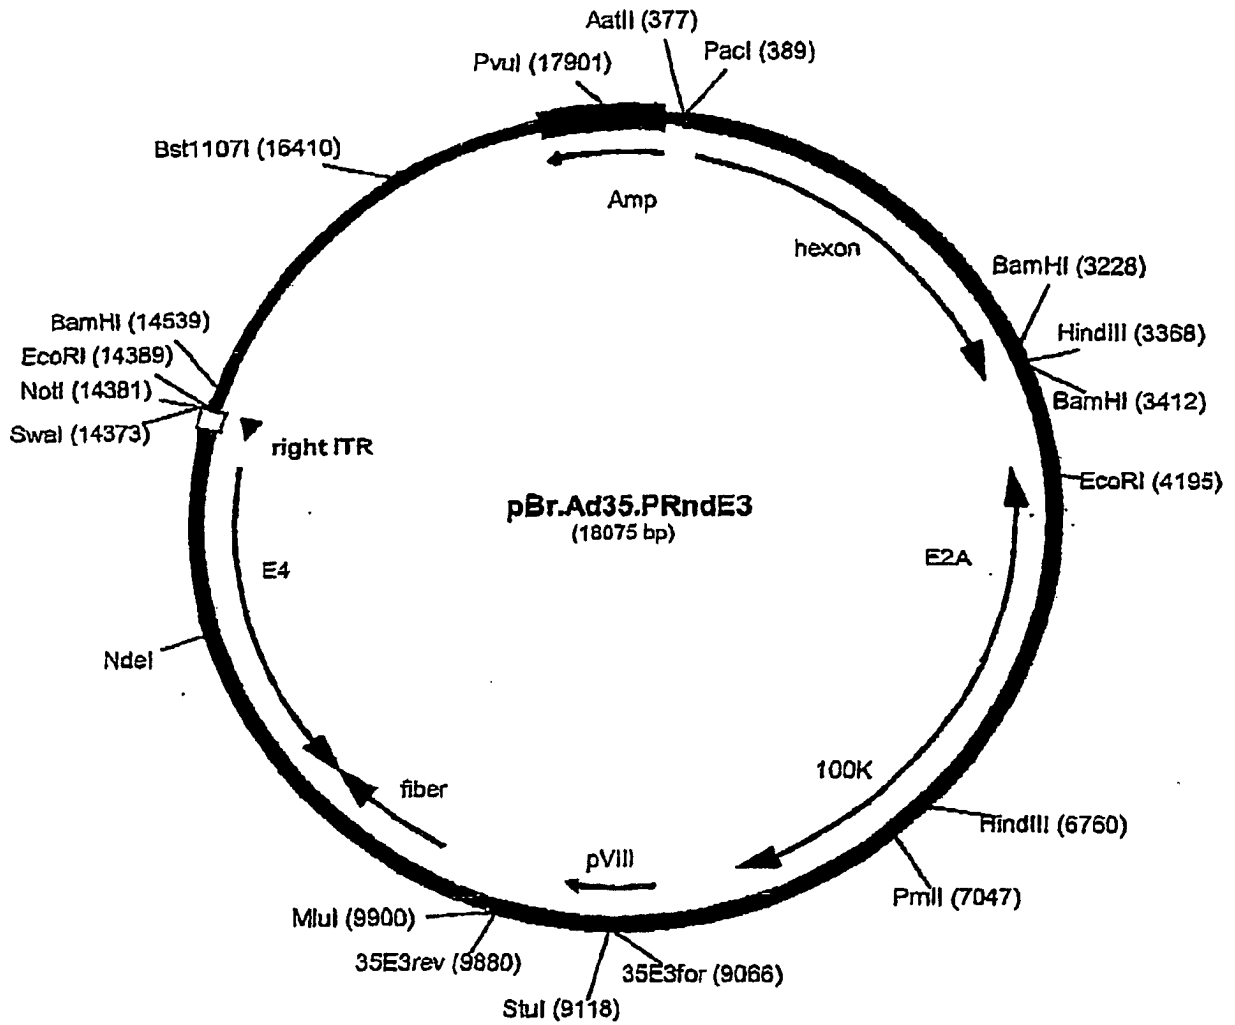 AatII (377)
PacI (389)
PvuI (17901)
Bst1107I (16410)
Amp
hexon
BamHI (3228)
HindIII (3368)
BamHI (3412)
BamHI (14539)
EcoRI (14389)
NotI (14381)
SwaI (14373)
right ITR
EcoRI (4195)
pBr.Ad35.PRndE3
(18075 bp)
E2A
E4
NdeI
100K
fiber
HindIII (6760)
pVIII
PmlI (7047)
MluI (9900)
35E3rev (9880)
35E3for (9066)
StuI (9118)